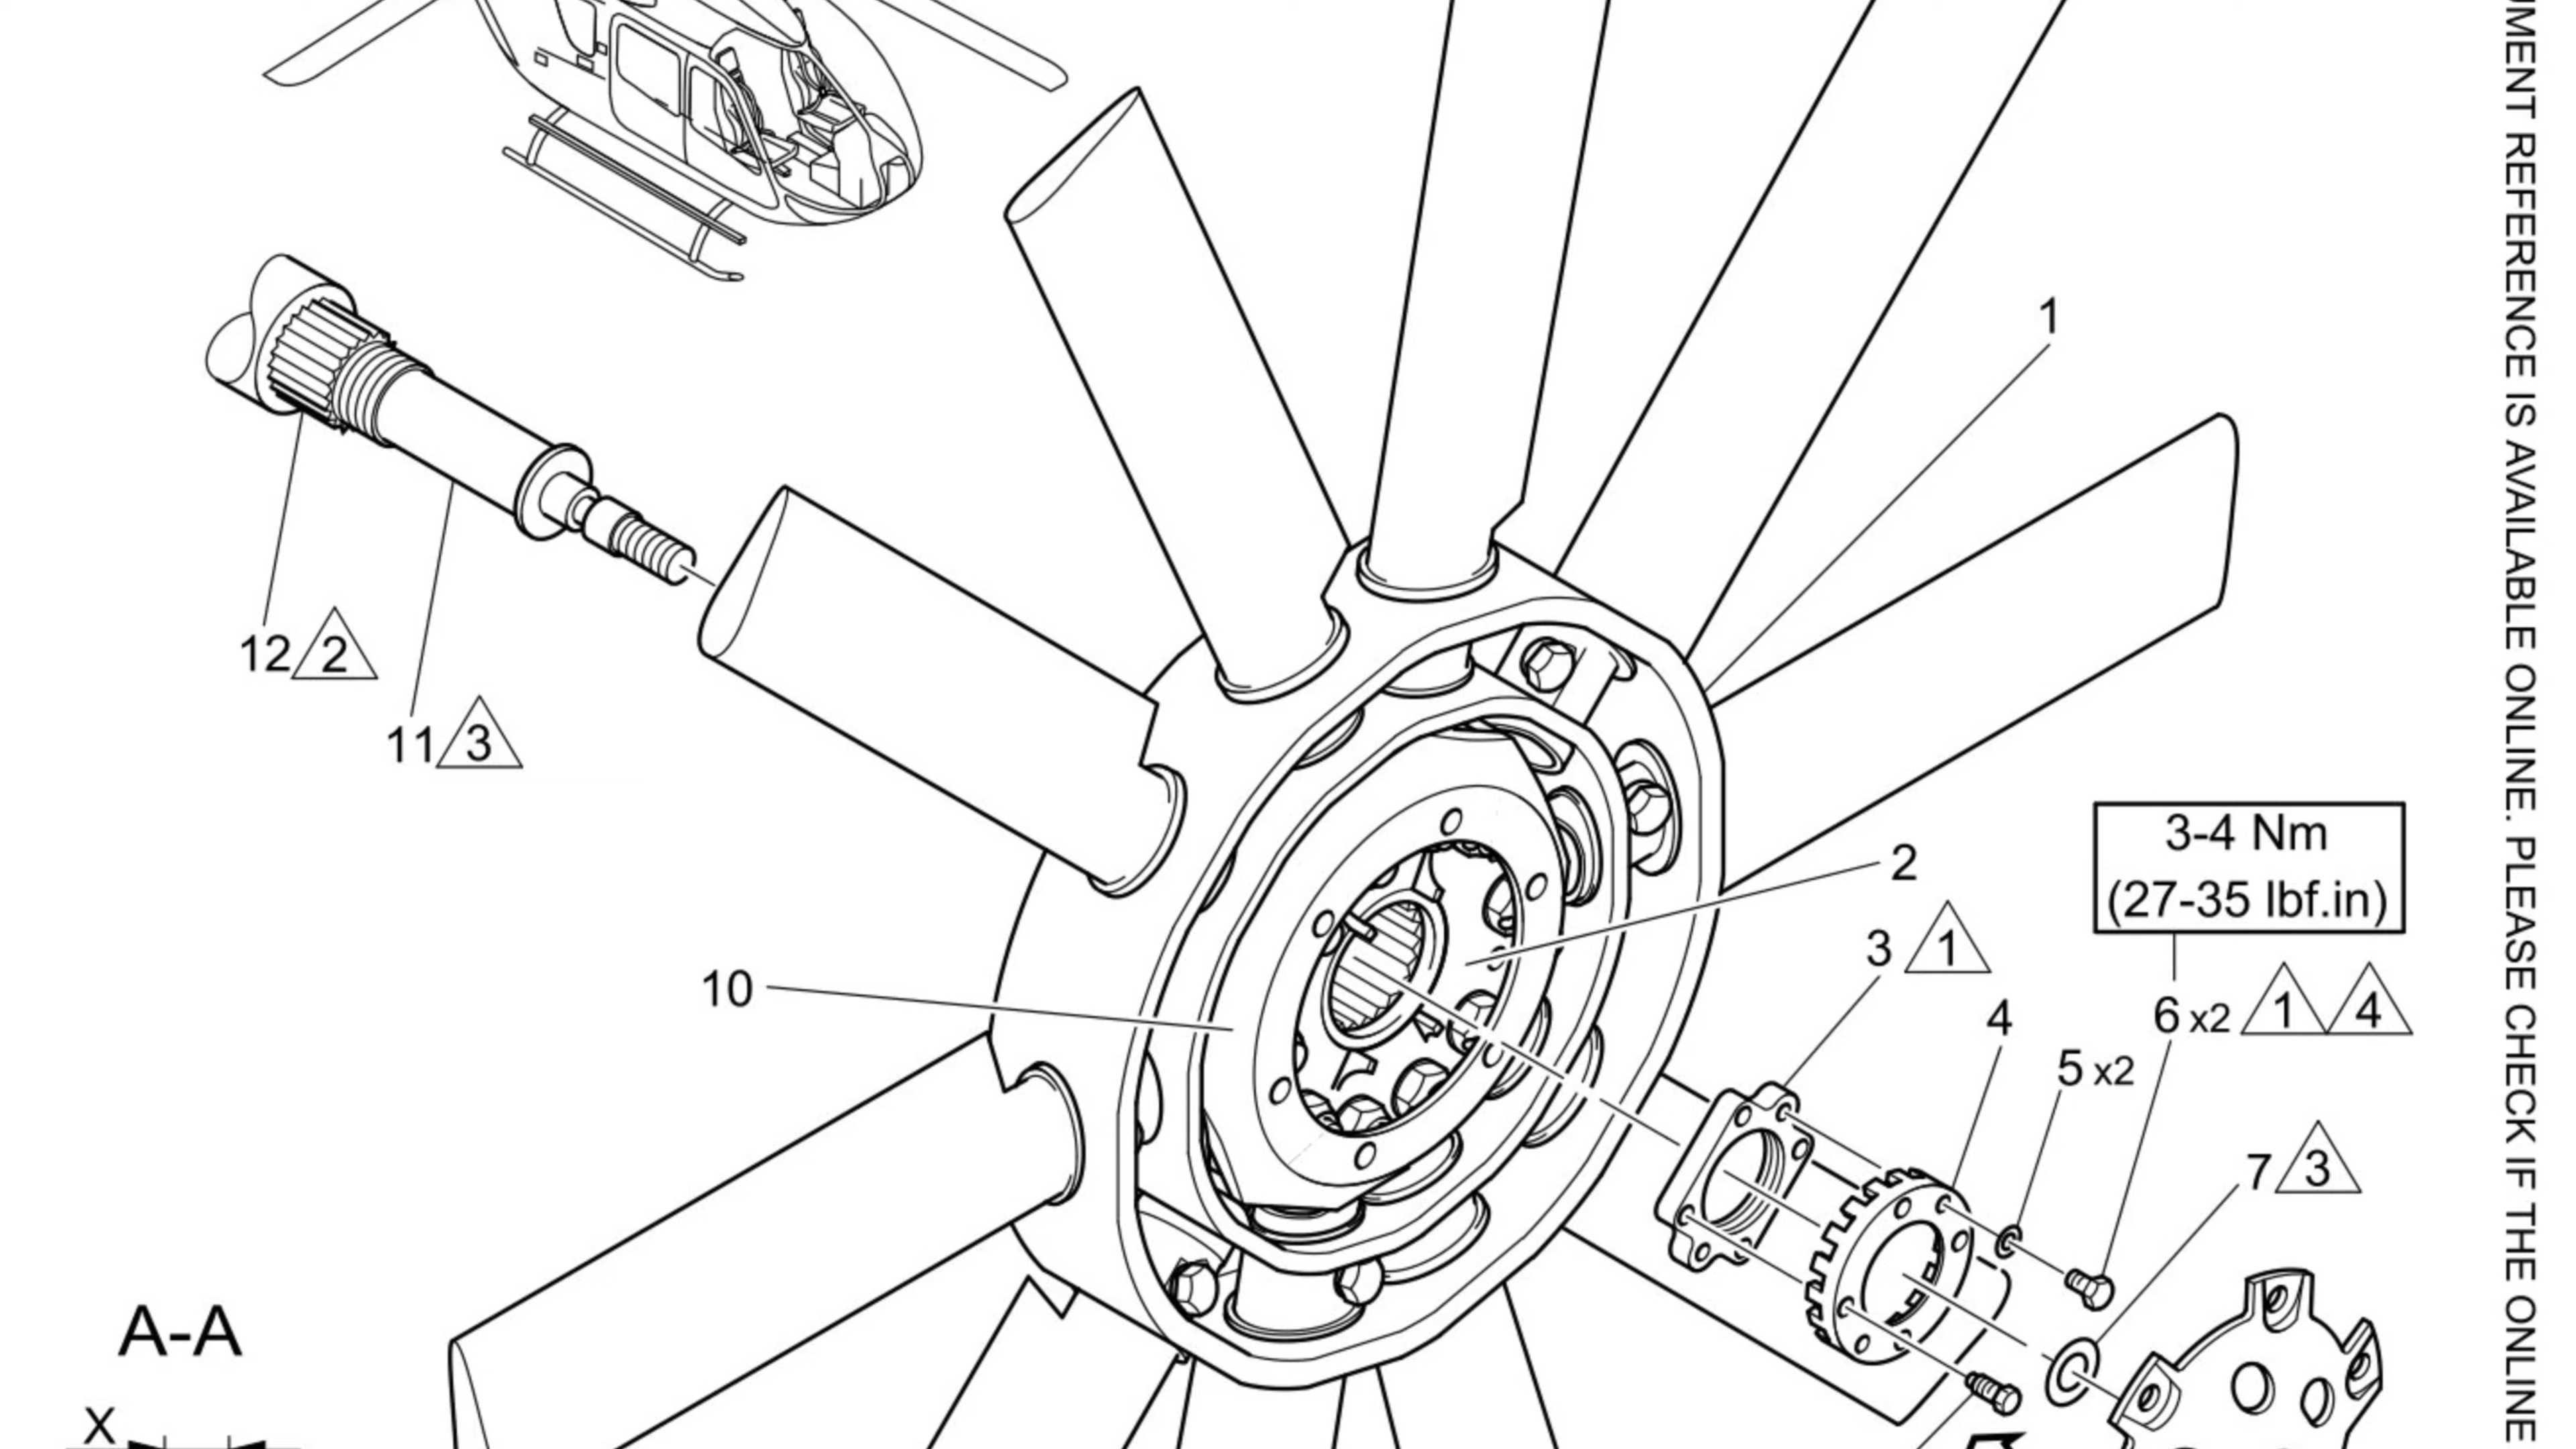 1
12 2
11 3
3-4 Nm
(27-35 lbf.in)
2
3 1
10
4
6 x2 1 4
5 x2
7 3
A-A
X
UMENT REFERENCE IS AVAILABLE ONLINE. PLEASE CHECK IF THE ONLINE